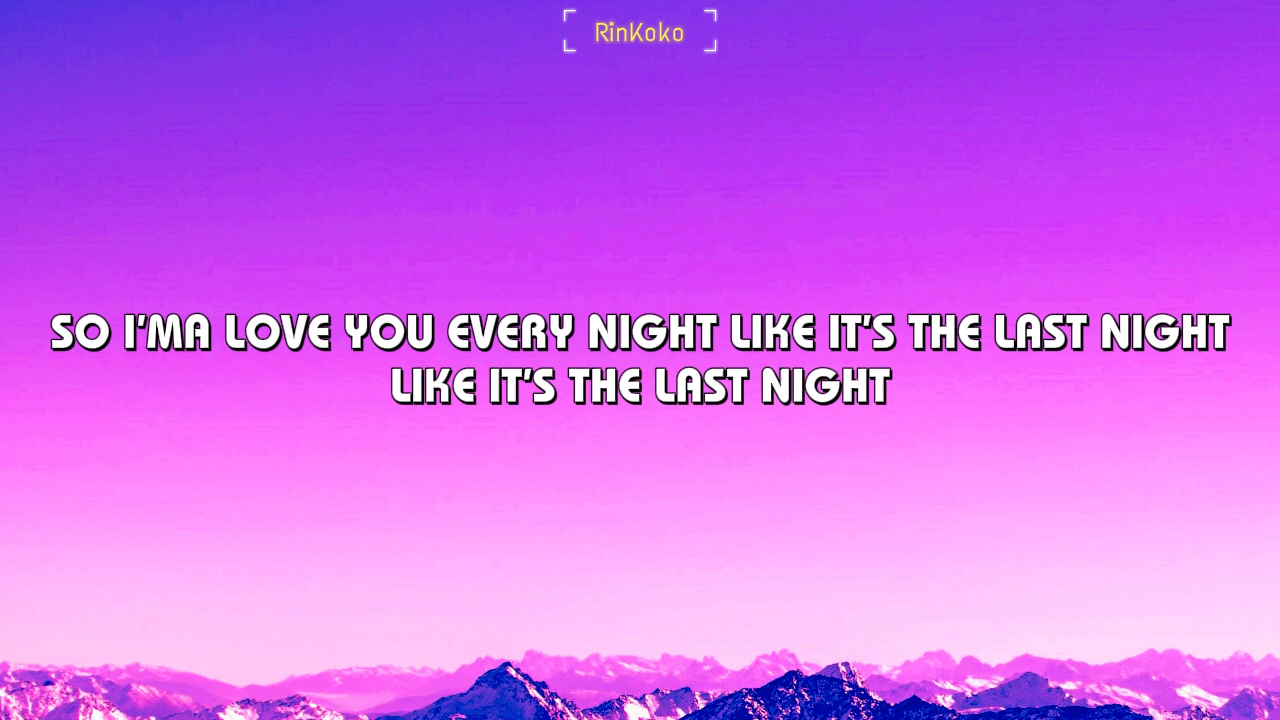 RinKoko
SO I'MA LOVE YOU EVERY NIGHT LIKE IT'S THE LAST NIGHT
LIKE IT'S THE LAST NIGHT